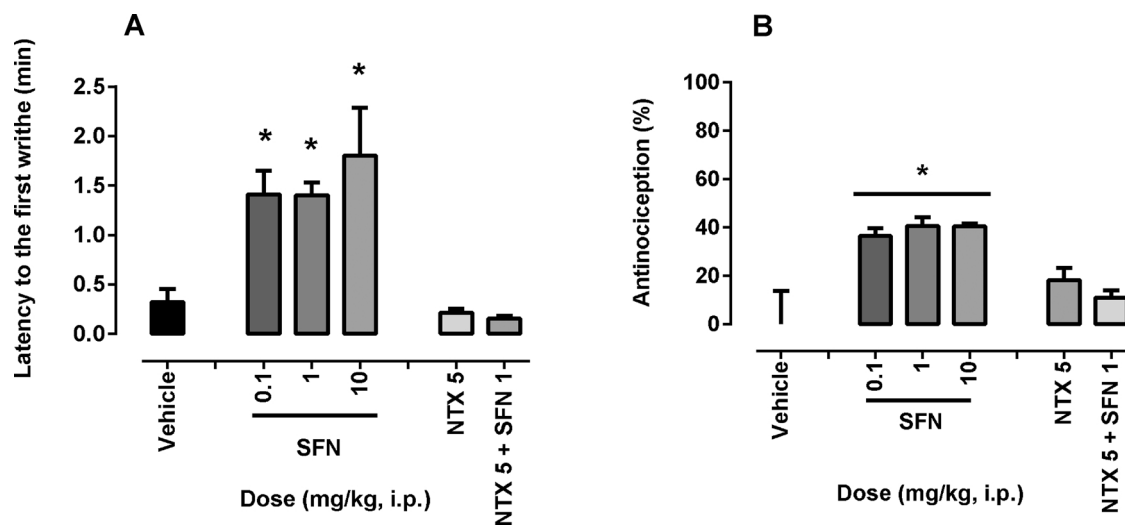 A
Latency to the first writhe (min)
2.5
2.0
1.5
1.0
0.5
0.0
*
*
*
Vehicle
0.1
1
10
SFN
NTX 5
NTX 5 + SFN 1
Dose (mg/kg, i.p.)
B
Antinociception (%)
100
80
60
40
20
0
*
Vehicle
0.1
1
10
SFN
NTX 5
NTX 5 + SFN 1
Dose (mg/kg, i.p.)